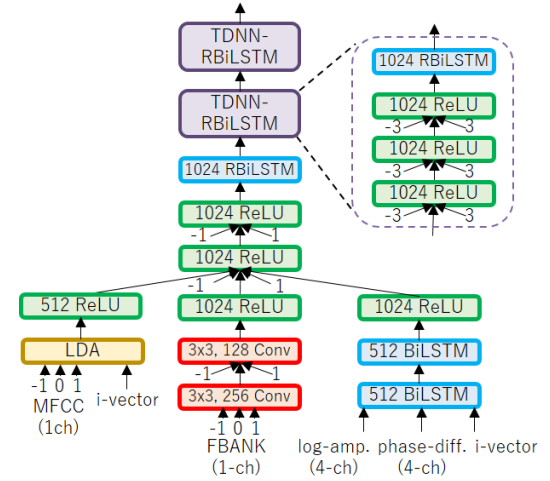 TDNN-
RBiLSTM
TDNN-
RBiLSTM
1024 RBiLSTM
1024 ReLU
-1 1
1024 ReLU
-1 1
512 ReLU
LDA
-1 0 1
MFCC
(1ch)
i-vector
1024 ReLU
3x3, 128 Conv
-1 1
3x3, 256 Conv
-1 0 1
FBANK
(1-ch)
1024 ReLU
512 BiLSTM
512 BiLSTM
log-amp. phase-diff. i-vector
(4-ch) (4-ch)
1024 RBiLSTM
1024 ReLU
-3 3
1024 ReLU
-3 3
1024 ReLU
-3 3